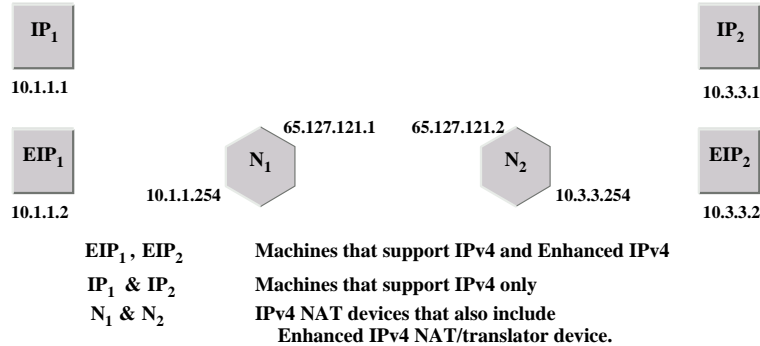 IP1 IP2
10.1.1.1 10.3.3.1
65.127.121.1 65.127.121.2
EIP1 N1 N2 EIP2
10.1.1.254 10.3.3.254
10.1.1.2 10.3.3.2
EIP1 , EIP2 Machines that support IPv4 and Enhanced IPv4
IP1 & IP2 Machines that support IPv4 only
N1 & N2 IPv4 NAT devices that also include
Enhanced IPv4 NAT/translator device.